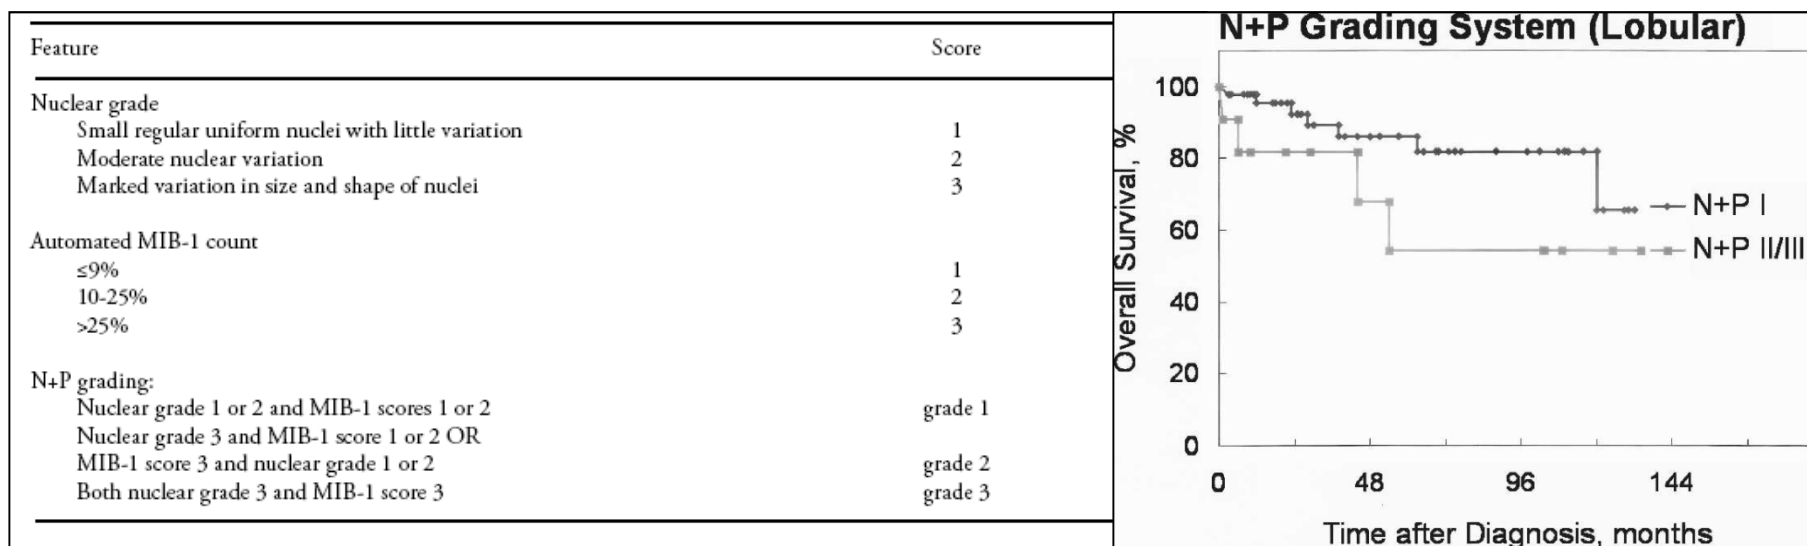 Feature Score
Nuclear grade
Small regular uniform nuclei with little variation 1
Moderate nuclear variation 2
Marked variation in size and shape of nuclei 3
Automated MIB-1 count
≤9% 1
10-25% 2
>25% 3
N+P grading:
Nuclear grade 1 or 2 and MIB-1 scores 1 or 2 grade 1
Nuclear grade 3 and MIB-1 score 1 or 2 OR
MIB-1 score 3 and nuclear grade 1 or 2 grade 2
Both nuclear grade 3 and MIB-1 score 3 grade 3
N+P Grading System (Lobular)
Overall Survival, %
100
80
60
40
20
0
0 48 96 144
Time after Diagnosis, months
N+P I
N+P II/III